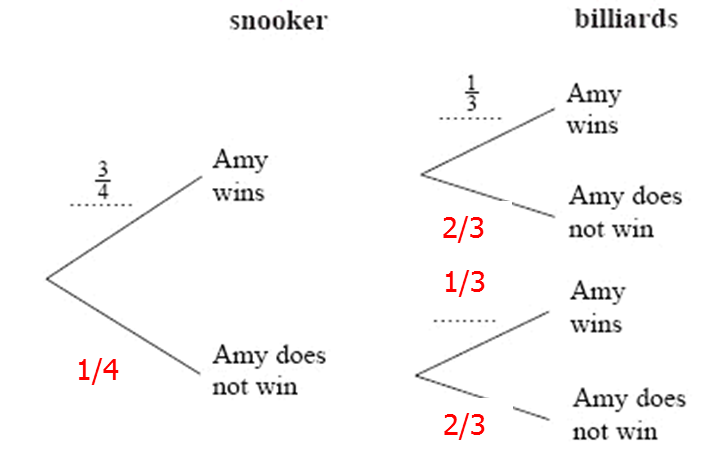 snooker billiards
1/3
Amy
wins
3/4
Amy
wins
Amy does
not win
2/3
1/3
Amy
wins
1/4
Amy does
not win
Amy does
not win
2/3